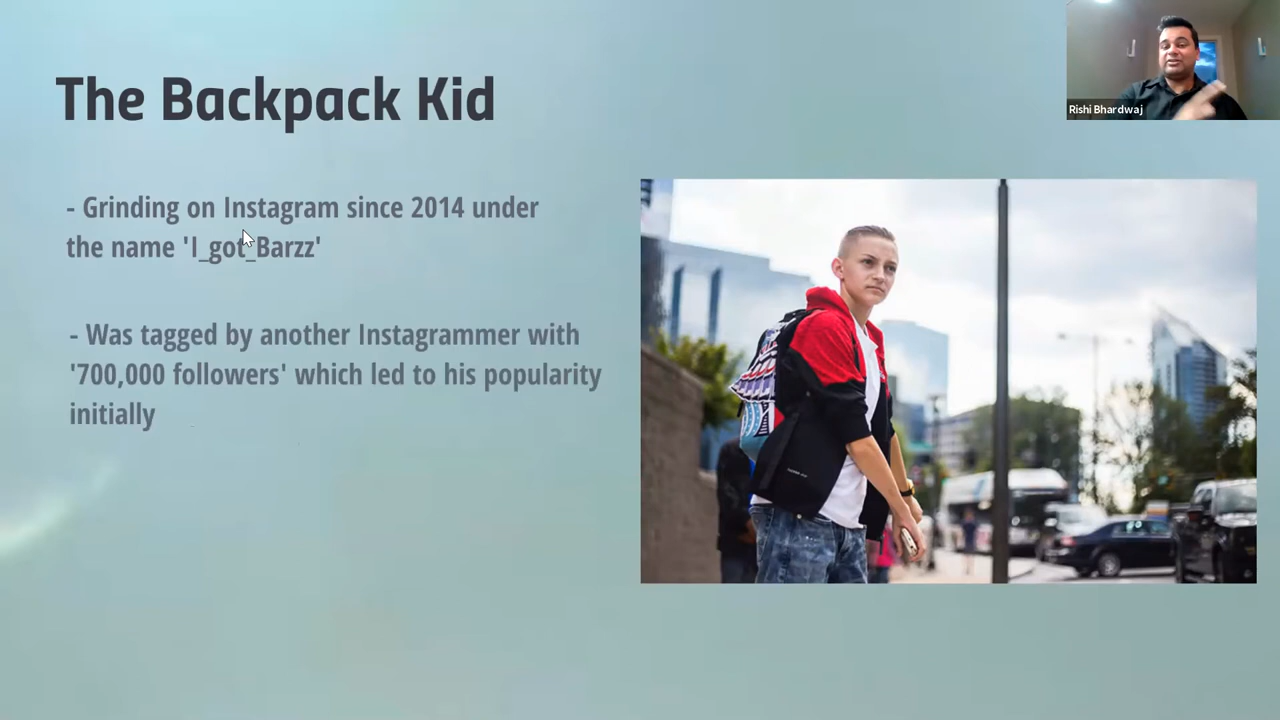 The Backpack Kid
Rishi Bhardwaj
- Grinding on Instagram since 2014 under
the name 'I_got_Barzz'
- Was tagged by another Instagrammer with
'700,000 followers' which led to his popularity
initially